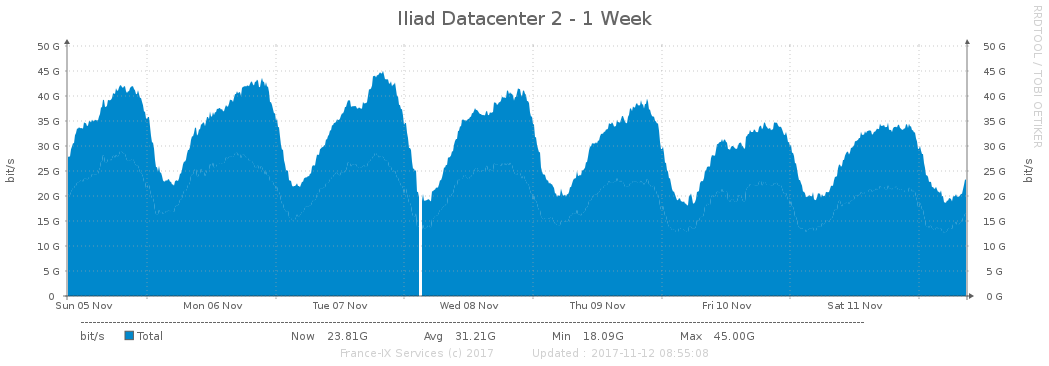 Iliad Datacenter 2 - 1 Week
RRDTOOL / TOBI OETIKER
bit/s
50 G 50 G
45 G 45 G
40 G 40 G
35 G 35 G
30 G 30 G
25 G 25 G
20 G 20 G
15 G 15 G
10 G 10 G
5 G 5 G
0 0 G
bit/s
Sun 05 Nov Mon 06 Nov Tue 07 Nov Wed 08 Nov Thu 09 Nov Fri 10 Nov Sat 11 Nov
bit/s Total Now 23.81G Avg 31.21G Min 18.09G Max 45.00G
France-IX Services (c) 2017 Updated : 2017-11-12 08:55:08